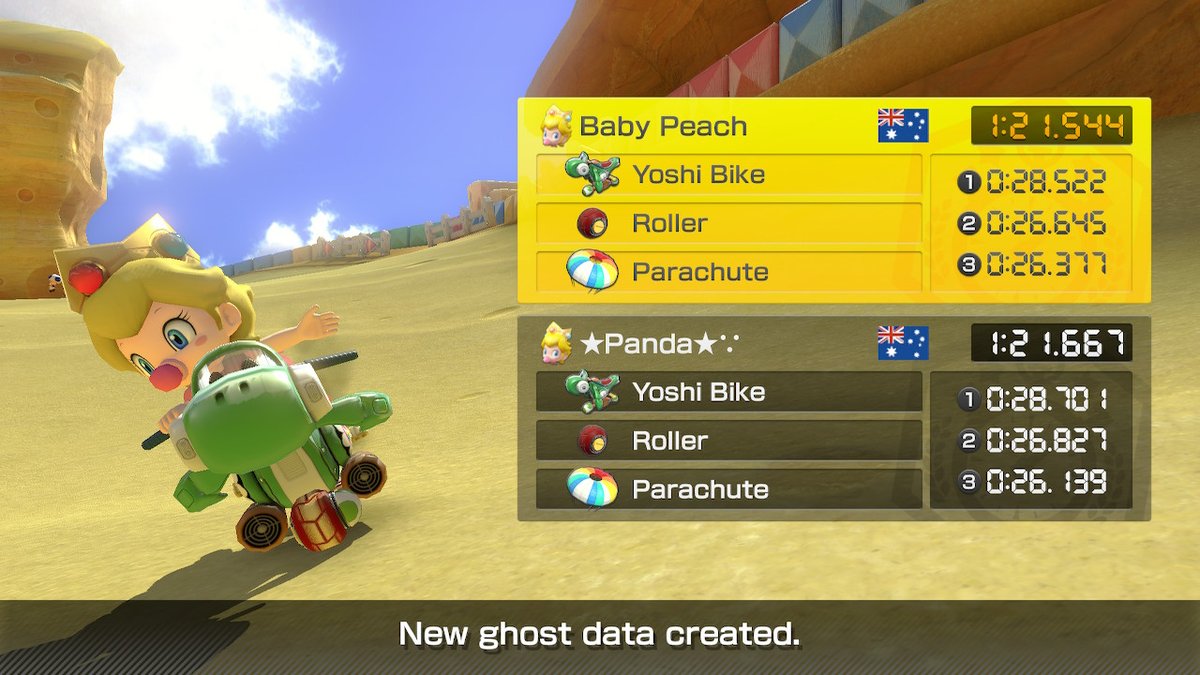 Baby Peach 1:21.544
Yoshi Bike 1 0:28.522
Roller 2 0:26.645
Parachute 3 0:26.377
★Panda★∵ 1:21.667
Yoshi Bike 1 0:28.701
Roller 2 0:26.827
Parachute 3 0:26.139
New ghost data created.